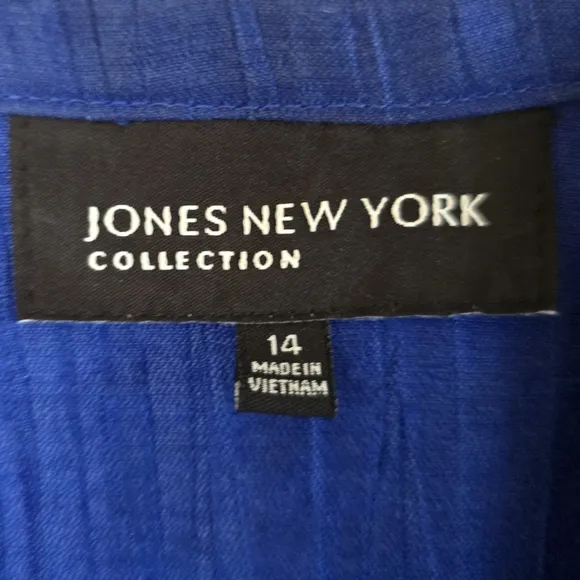 JONES NEW YORK
COLLECTION
14
MADE IN
VIETNAM